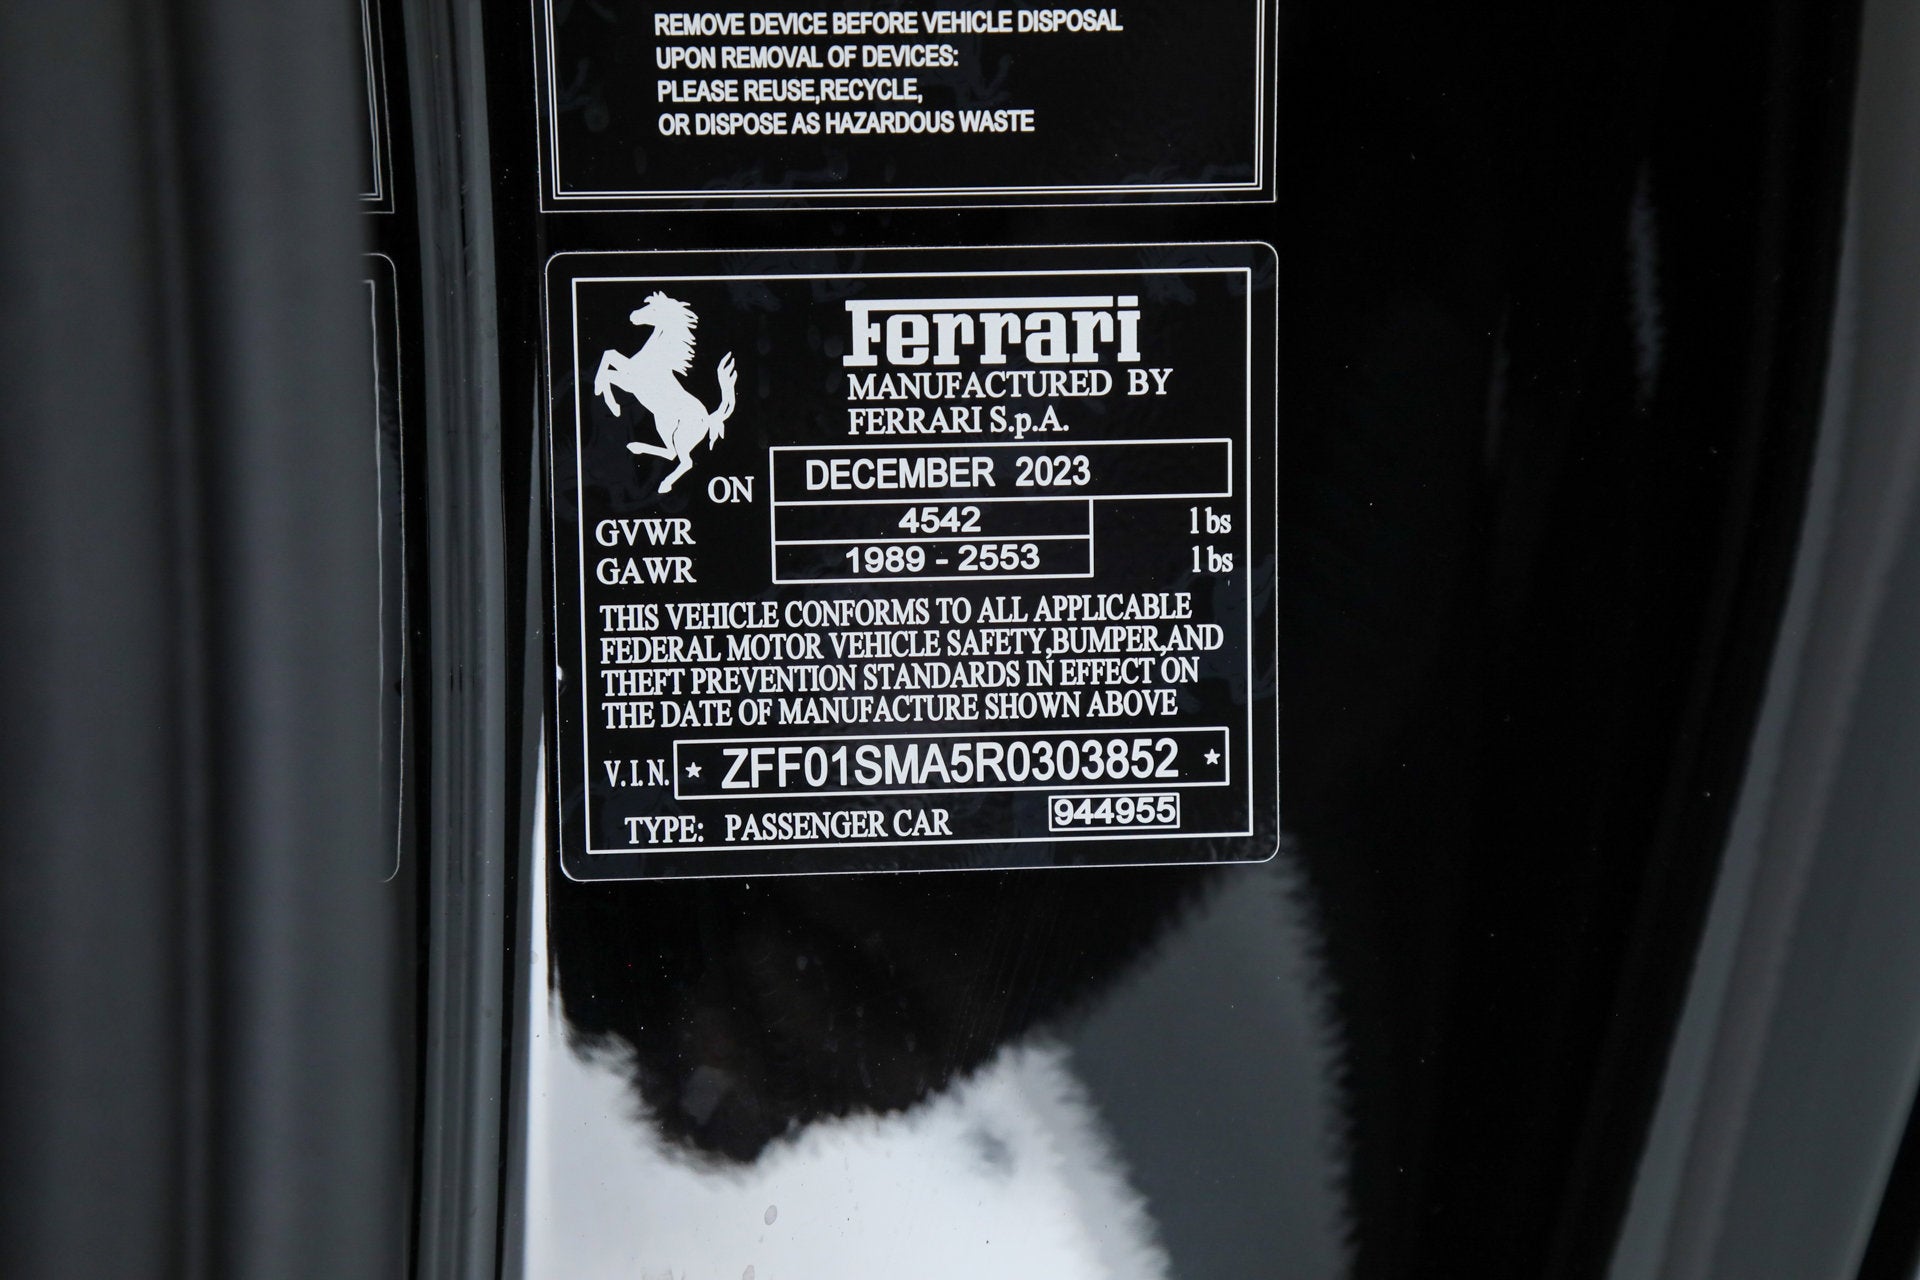 REMOVE DEVICE BEFORE VEHICLE DISPOSAL
UPON REMOVAL OF DEVICES:
PLEASE REUSE,RECYCLE,
OR DISPOSE AS HAZARDOUS WASTE
Ferrari
MANUFACTURED BY
FERRARI S.p.A.
ON DECEMBER 2023
GVWR 4542 lbs
GAWR 1989 - 2553 lbs
THIS VEHICLE CONFORMS TO ALL APPLICABLE
FEDERAL MOTOR VEHICLE SAFETY,BUMPER,AND
THEFT PREVENTION STANDARDS IN EFFECT ON
THE DATE OF MANUFACTURE SHOWN ABOVE
V.I.N. ★ ZFF01SMA5R0303852 ★
TYPE: PASSENGER CAR 944955